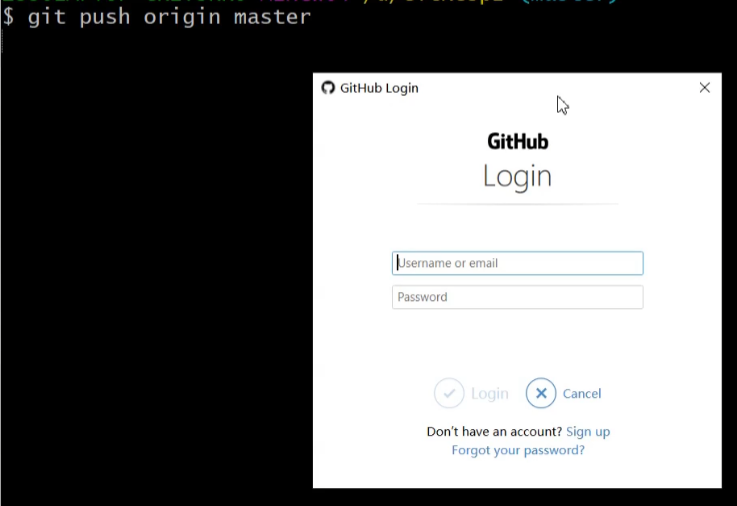 $ git push origin master
GitHub Login
GitHub
Login
Username or email
Password
Login Cancel
Don't have an account? Sign up
Forgot your password?